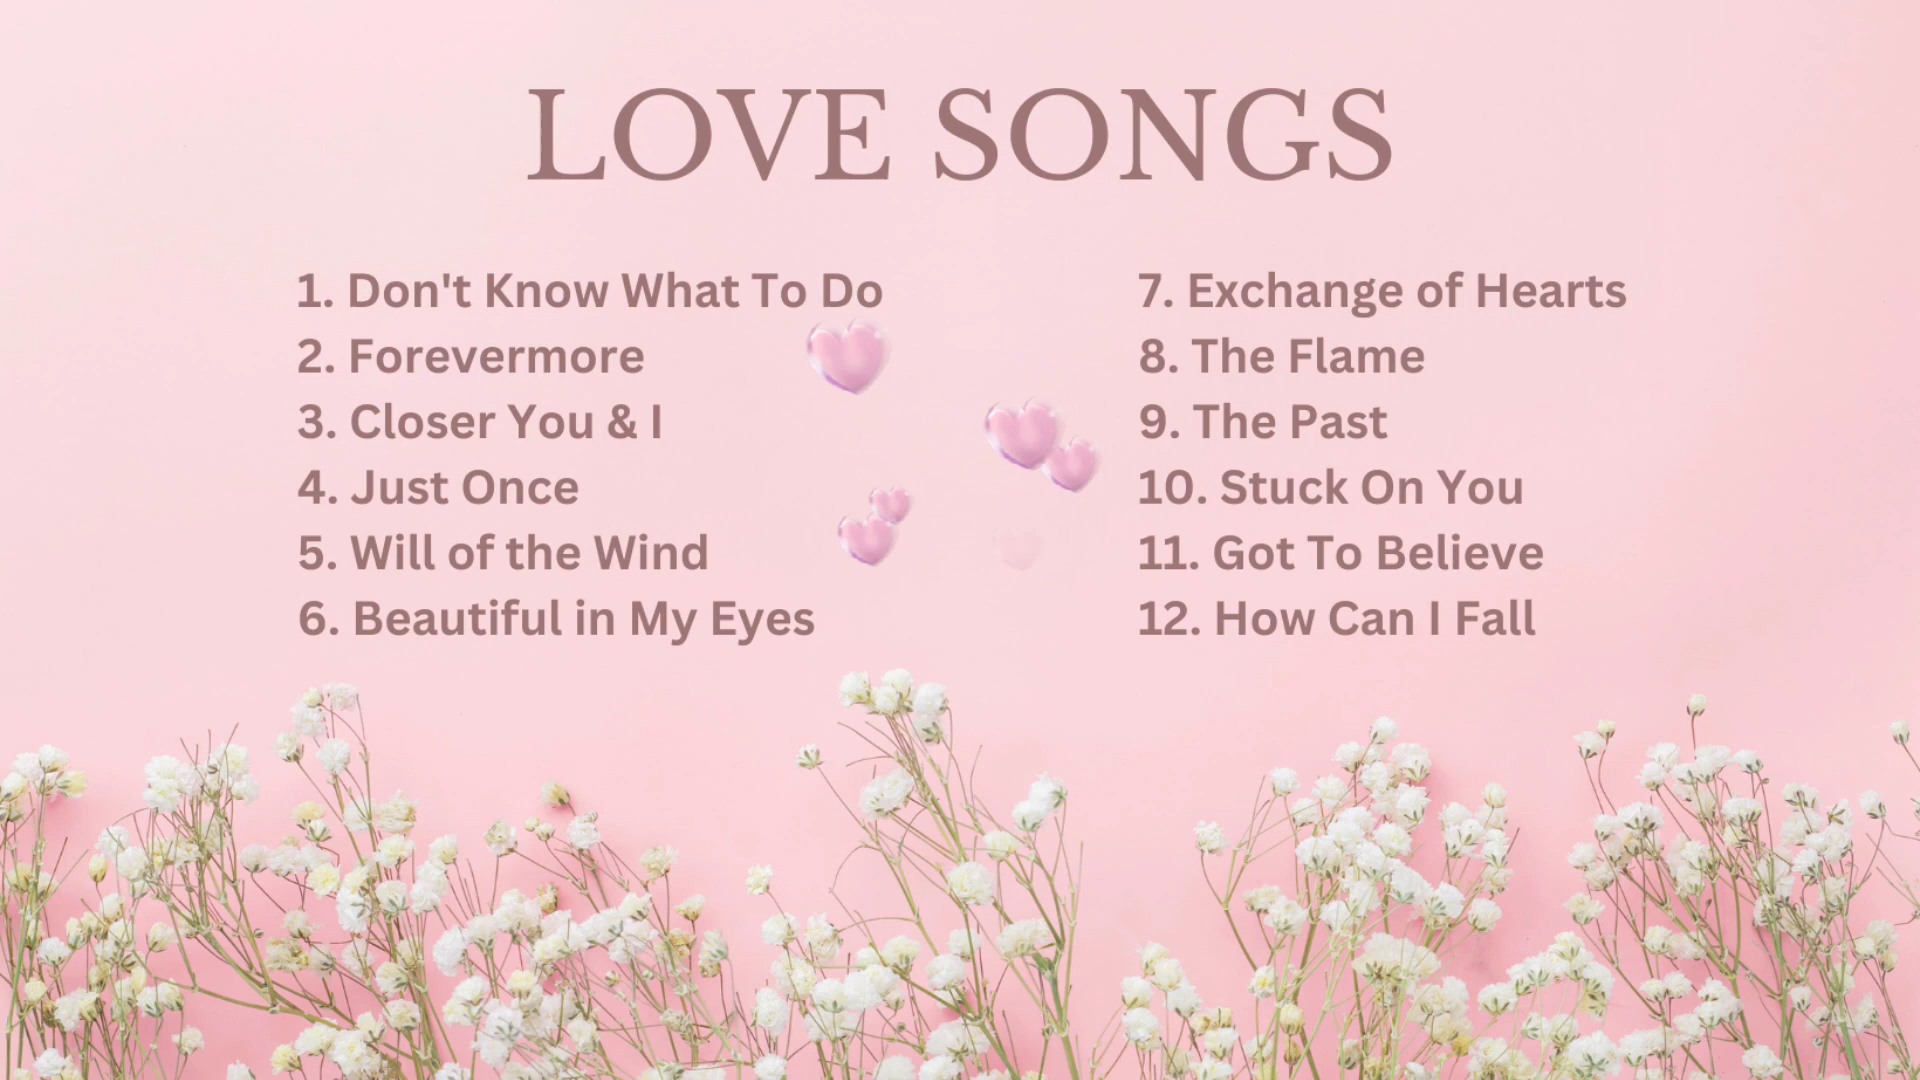 LOVE SONGS
1. Don't Know What To Do
2. Forevermore
3. Closer You & I
4. Just Once
5. Will of the Wind
6. Beautiful in My Eyes
7. Exchange of Hearts
8. The Flame
9. The Past
10. Stuck On You
11. Got To Believe
12. How Can I Fall